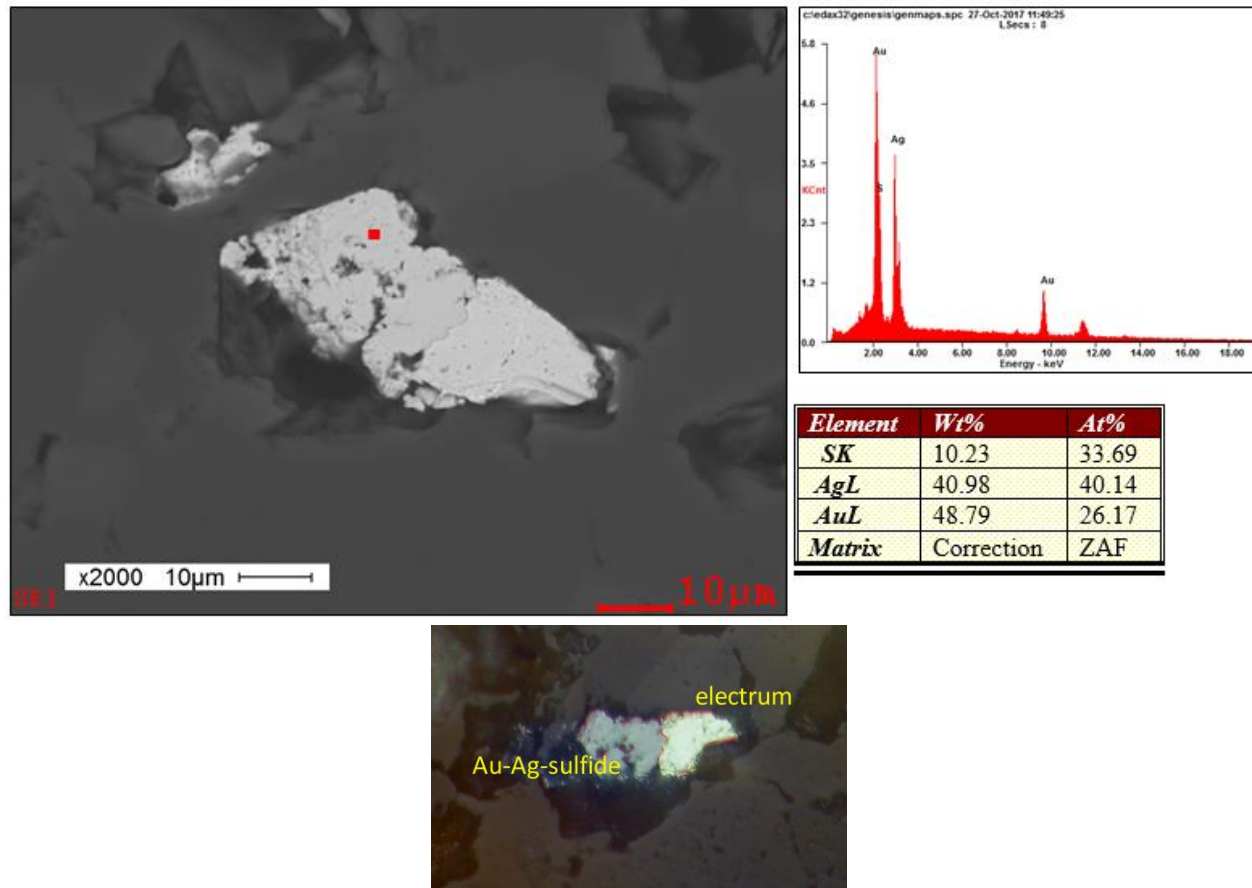 c:\edax32\genesis\genmaps.spc 27-Oct-2017 11:49:25
LSecs : 8
5.8
4.6
3.5
KCnt
2.3
1.2
0.0
Au
Ag
S
Au
2.00 4.00 6.00 8.00 10.00 12.00 14.00 16.00 18.00
Energy - keV
x2000 10µm
SE1
10µm
Element Wt% At%
SK 10.23 33.69
AgL 40.98 40.14
AuL 48.79 26.17
Matrix Correction ZAF
electrum
Au-Ag-sulfide